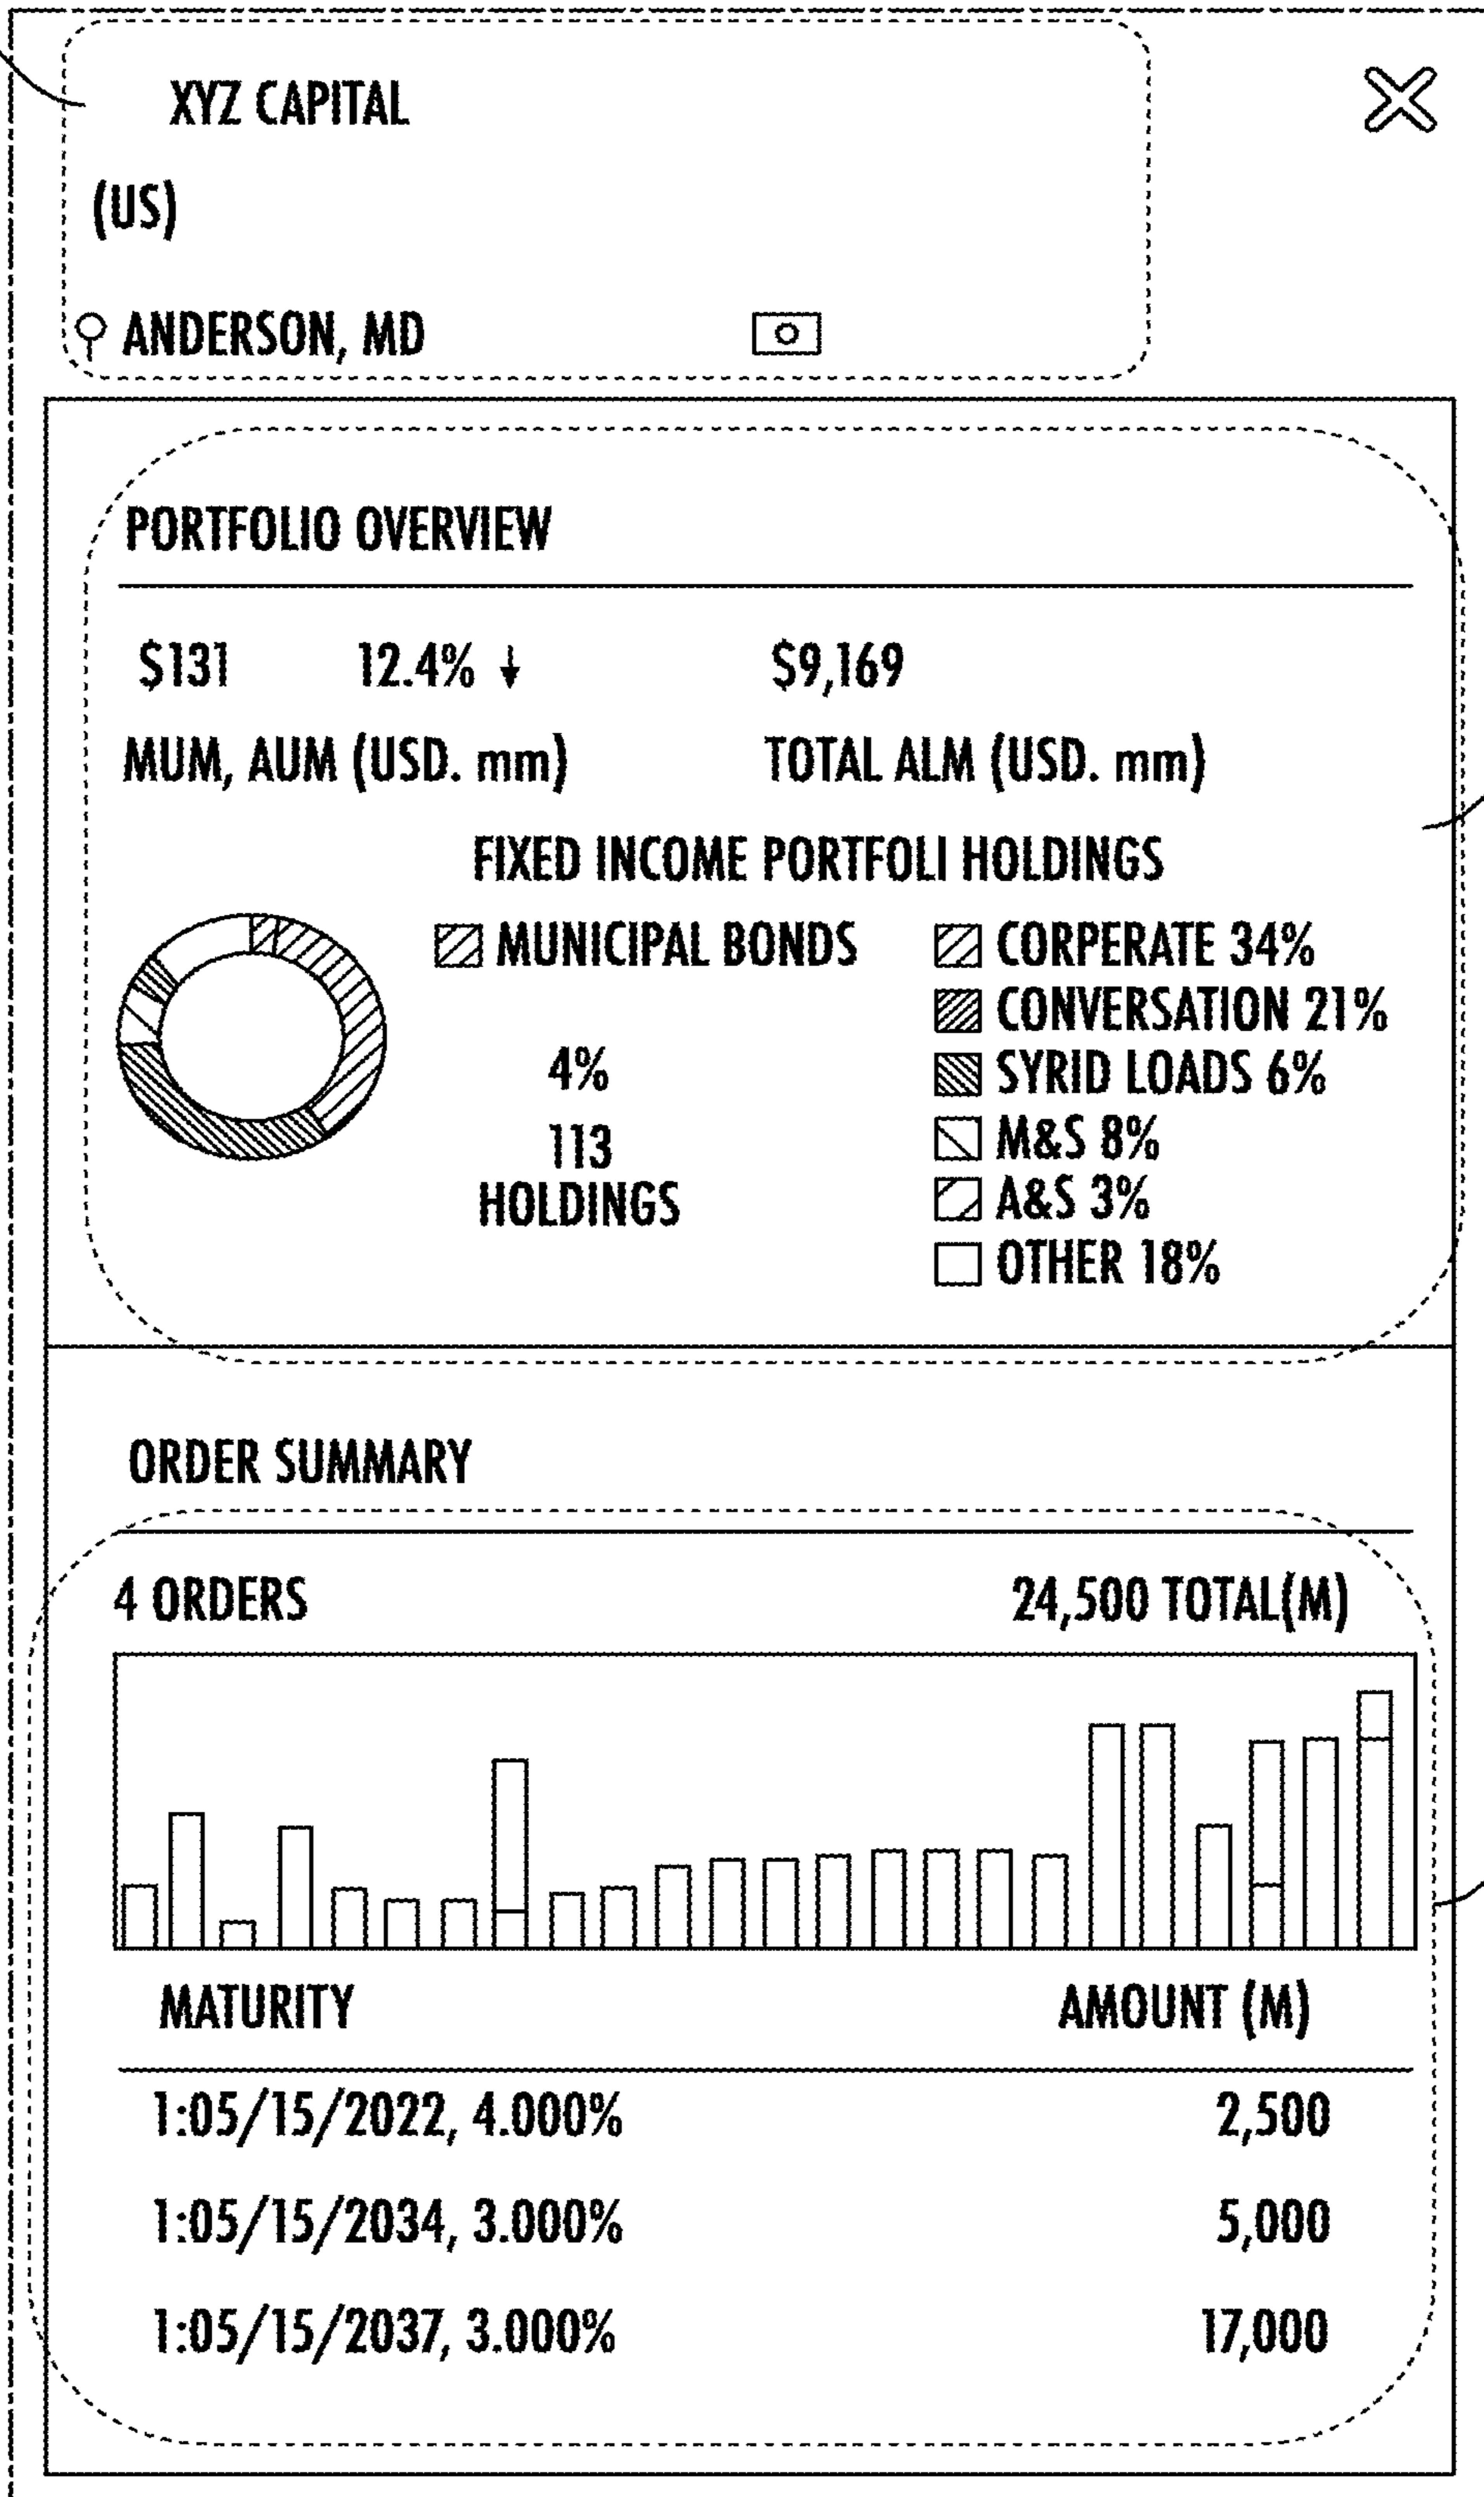 XYZ CAPITAL
(US)
ANDERSON, MD
PORTFOLIO OVERVIEW
$131 12.4% ↓ $9,169
MUM, AUM (USD. mm) TOTAL ALM (USD. mm)
FIXED INCOME PORTFOLI HOLDINGS
MUNICIPAL BONDS CORPERATE 34%
CONVERSATION 21%
4% SYRID LOADS 6%
113 M&S 8%
HOLDINGS A&S 3%
OTHER 18%
ORDER SUMMARY
4 ORDERS 24,500 TOTAL(M)
MATURITY AMOUNT (M)
1:05/15/2022, 4.000% 2,500
1:05/15/2034, 3.000% 5,000
1:05/15/2037, 3.000% 17,000